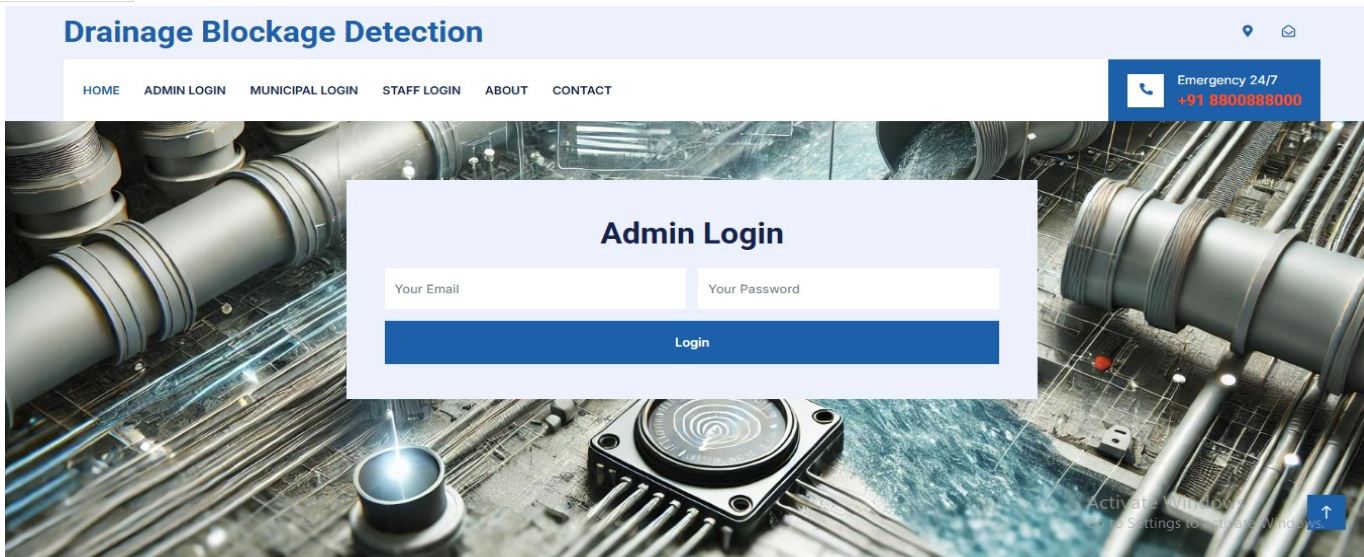 Drainage Blockage Detection
HOME ADMIN LOGIN MUNICIPAL LOGIN STAFF LOGIN ABOUT CONTACT
Emergency 24/7
+91 8800888000
Admin Login
Your Email Your Password
Login
Activate Windows
Go to Settings to activate Windows.